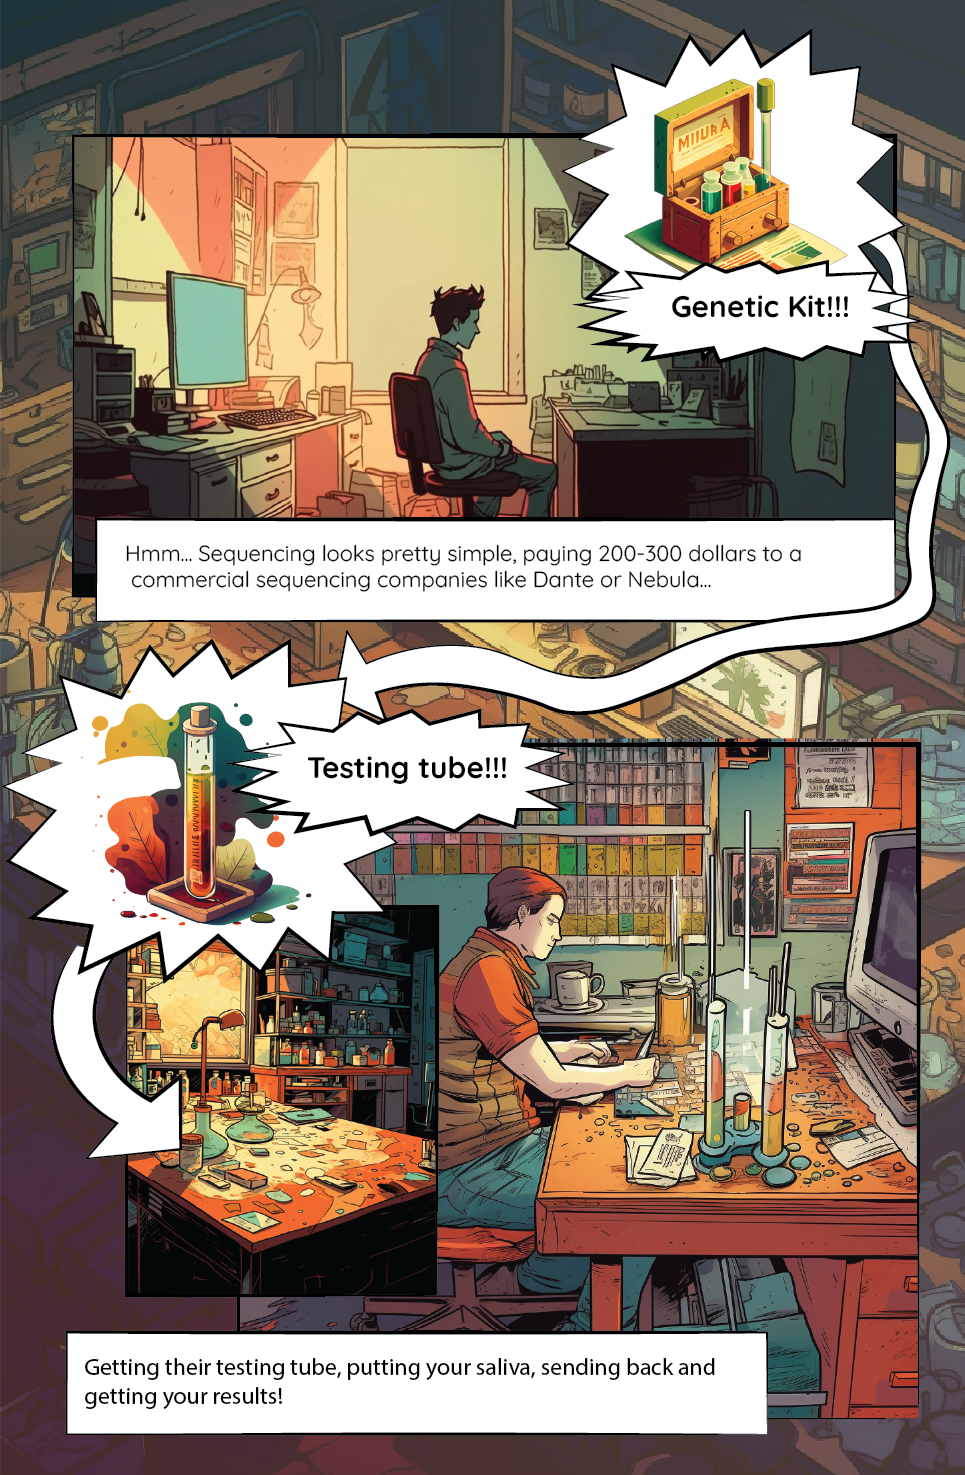 MIIURA
Genetic Kit!!!
Hmm... Sequencing looks pretty simple, paying 200-300 dollars to a
commercial sequencing companies like Dante or Nebula...
Testing tube!!!
Getting their testing tube, putting your saliva, sending back and
getting your results!